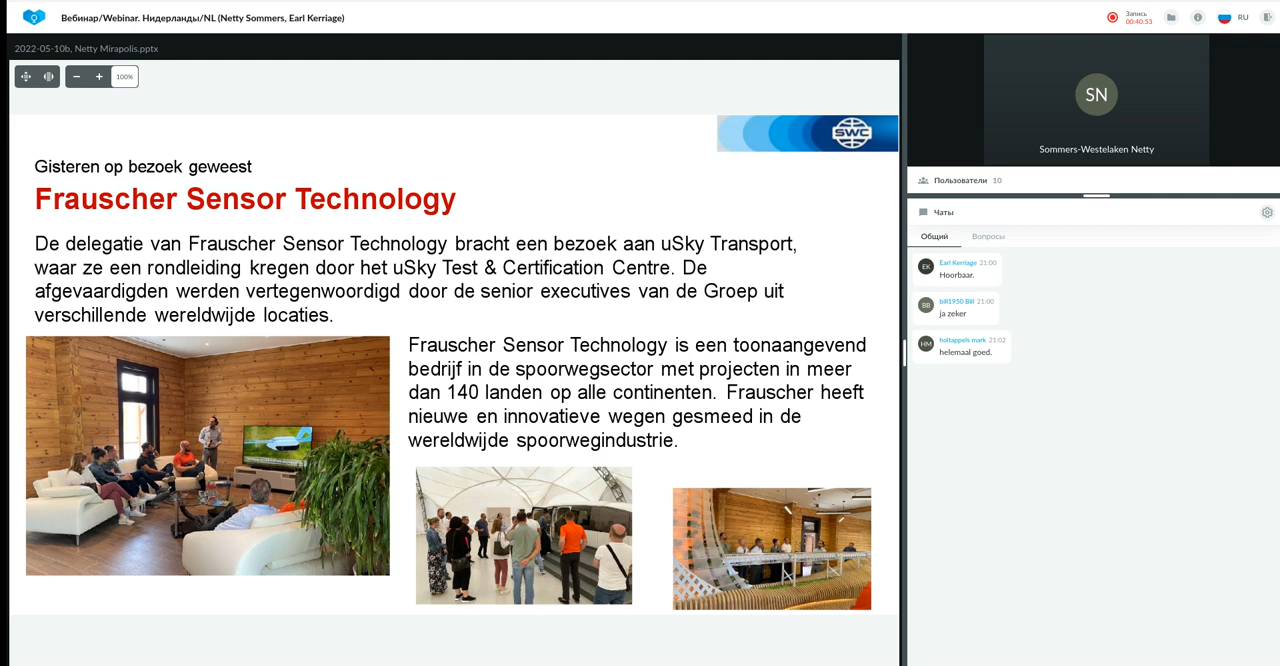 Вебинар/Webinar. Нидерланды/NL (Netty Sommers, Earl Kerriage)
Запись
00:40:53
RU
2022-05-10b, Netty Mirapolis.pptx
100%
SWC
Gisteren op bezoek geweest
Frauscher Sensor Technology
De delegatie van Frauscher Sensor Technology bracht een bezoek aan uSky Transport,
waar ze een rondleiding kregen door het uSky Test & Certification Centre. De
afgevaardigden werden vertegenwoordigd door de senior executives van de Groep uit
verschillende wereldwijde locaties.
Frauscher Sensor Technology is een toonaangevend
bedrijf in de spoorwegsector met projecten in meer
dan 140 landen op alle continenten. Frauscher heeft
nieuwe en innovatieve wegen gesmeed in de
wereldwijde spoorwegindustrie.
SN
Sommers-Westelaken Netty
Пользователи 10
Чаты
Общий Вопросы
EK Earl Kerriage 21:00
Hoorbaar.
BB bill1950 Bill 21:00
ja zeker
HM holtappels mark 21:02
helemaal goed.